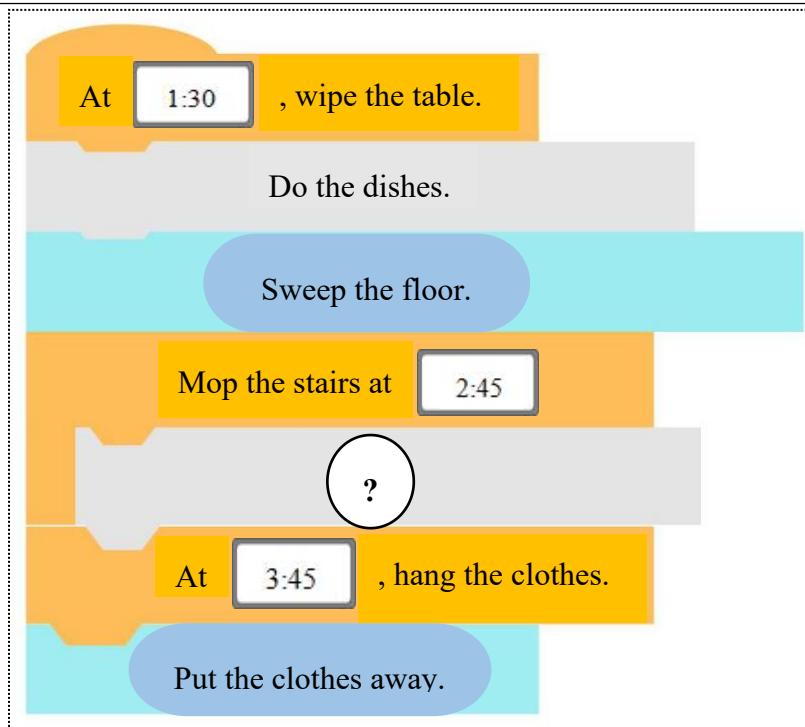 At 1:30 , wipe the table.
Do the dishes.
Sweep the floor.
Mop the stairs at 2:45
?
At 3:45 , hang the clothes.
Put the clothes away.